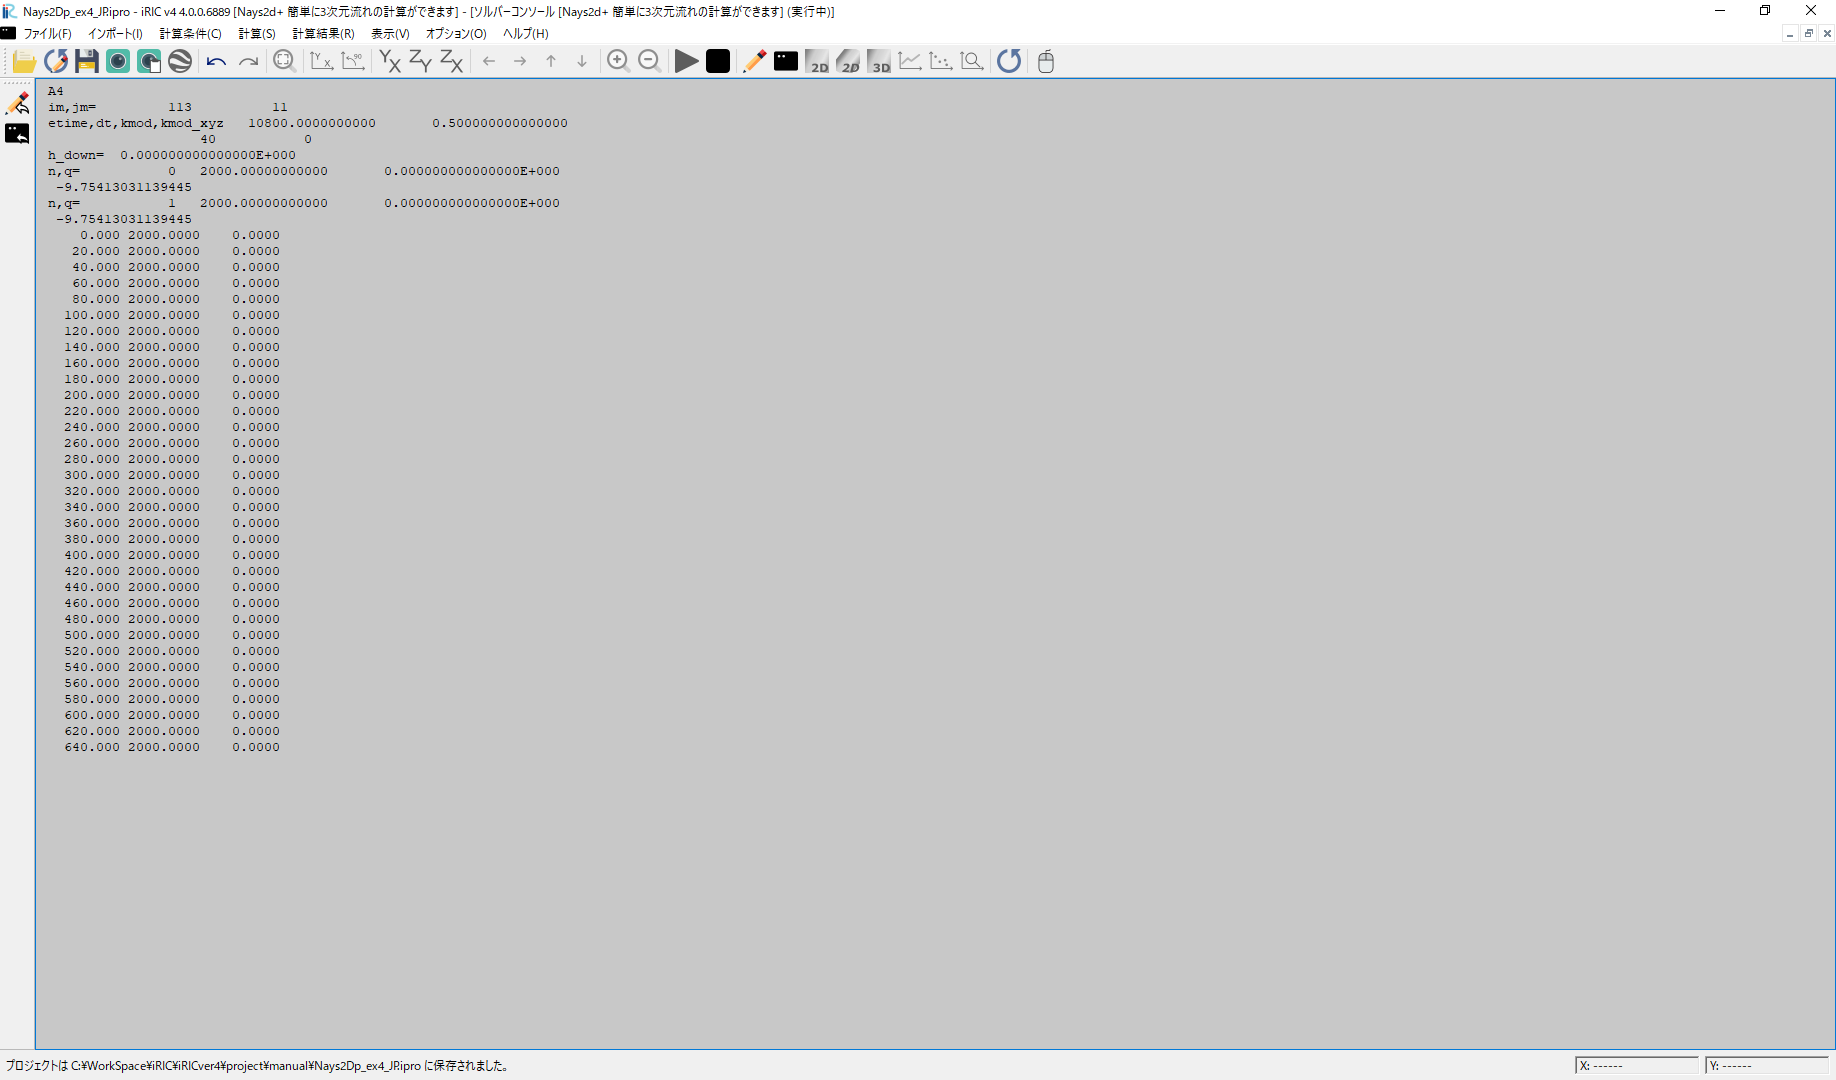 Nays2Dp_ex4_JP.ipro - iRIC v4 4.0.0.6889 [Nays2d+ 簡単に3次元流れの計算ができます] - [ソルバーコンソール [Nays2d+ 簡単に3次元流れの計算ができます] (実行中)]
ファイル(F) インポート(I) 計算条件(C) 計算(S) 計算結果(R) 表示(V) オプション(O) ヘルプ(H)
A4
im,jm= 113 11
etime,dt,kmod,kmod_xyz 10800.0000000000 0.500000000000000
40 0
h_down= 0.000000000000000E+000
n,q= 0 2000.00000000000 0.000000000000000E+000
-9.75413031139445
n,q= 1 2000.00000000000 0.000000000000000E+000
-9.75413031139445
0.000 2000.0000 0.0000
20.000 2000.0000 0.0000
40.000 2000.0000 0.0000
60.000 2000.0000 0.0000
80.000 2000.0000 0.0000
100.000 2000.0000 0.0000
120.000 2000.0000 0.0000
140.000 2000.0000 0.0000
160.000 2000.0000 0.0000
180.000 2000.0000 0.0000
200.000 2000.0000 0.0000
220.000 2000.0000 0.0000
240.000 2000.0000 0.0000
260.000 2000.0000 0.0000
280.000 2000.0000 0.0000
300.000 2000.0000 0.0000
320.000 2000.0000 0.0000
340.000 2000.0000 0.0000
360.000 2000.0000 0.0000
380.000 2000.0000 0.0000
400.000 2000.0000 0.0000
420.000 2000.0000 0.0000
440.000 2000.0000 0.0000
460.000 2000.0000 0.0000
480.000 2000.0000 0.0000
500.000 2000.0000 0.0000
520.000 2000.0000 0.0000
540.000 2000.0000 0.0000
560.000 2000.0000 0.0000
580.000 2000.0000 0.0000
600.000 2000.0000 0.0000
620.000 2000.0000 0.0000
640.000 2000.0000 0.0000
プロジェクトは C:¥WorkSpace¥iRIC¥iRICver4¥project¥manual¥Nays2Dp_ex4_JP.ipro に保存されました。
X: ------ Y: ------